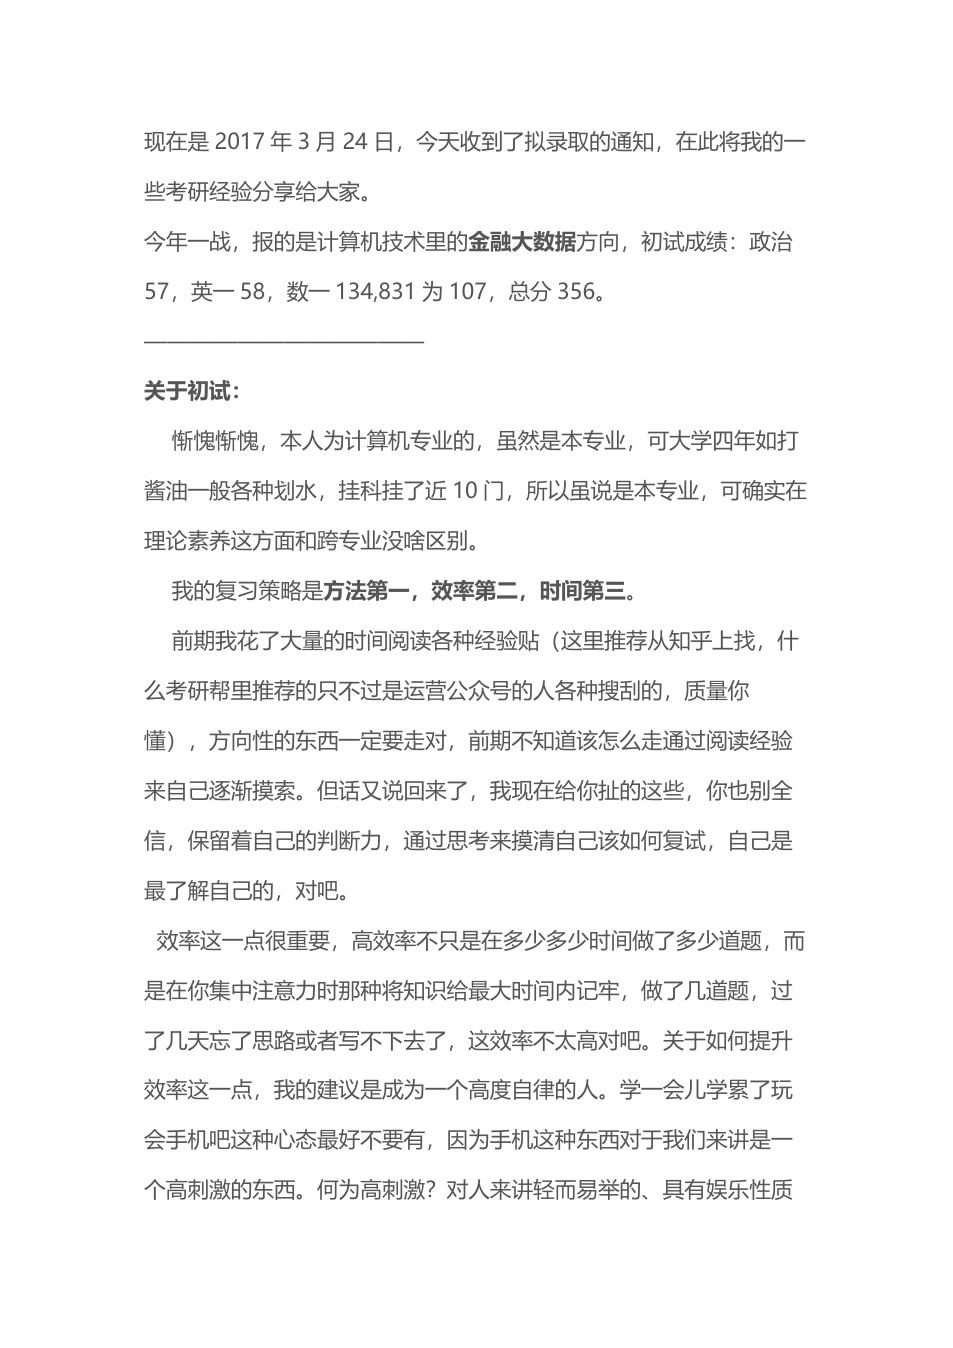 现在是 2017 年 3 月 24 日，今天收到了拟录取的通知，在此将我的一
些考研经验分享给大家。
今年一战，报的是计算机技术里的金融大数据方向，初试成绩：政治
57，英一 58，数一 134,831 为 107，总分 356。
————————————————
关于初试：
惭愧惭愧，本人为计算机专业的，虽然是本专业，可大学四年如打
酱油一般各种划水，挂科挂了近 10 门，所以虽说是本专业，可确实在
理论素养这方面和跨专业没啥区别。
我的复习策略是方法第一，效率第二，时间第三。
前期我花了大量的时间阅读各种经验贴（这里推荐从知乎上找，什
么考研帮里推荐的只不过是运营公众号的人各种搜刮的，质量你
懂），方向性的东西一定要走对，前期不知道该怎么走通过阅读经验
来自己逐渐摸索。但话又说回来了，我现在给你扯的这些，你也别全
信，保留着自己的判断力，通过思考来摸清自己该如何复试，自己是
最了解自己的，对吧。
效率这一点很重要，高效率不只是在多少多少时间做了多少道题，而
是在你集中注意力时那种将知识给最大时间内记牢，做了几道题，过
了几天忘了思路或者写不下去了，这效率不太高对吧。关于如何提升
效率这一点，我的建议是成为一个高度自律的人。学一会儿学累了玩
会手机吧这种心态最好不要有，因为手机这种东西对于我们来讲是一
个高刺激的东西。何为高刺激？对人来讲轻而易举的、具有娱乐性质